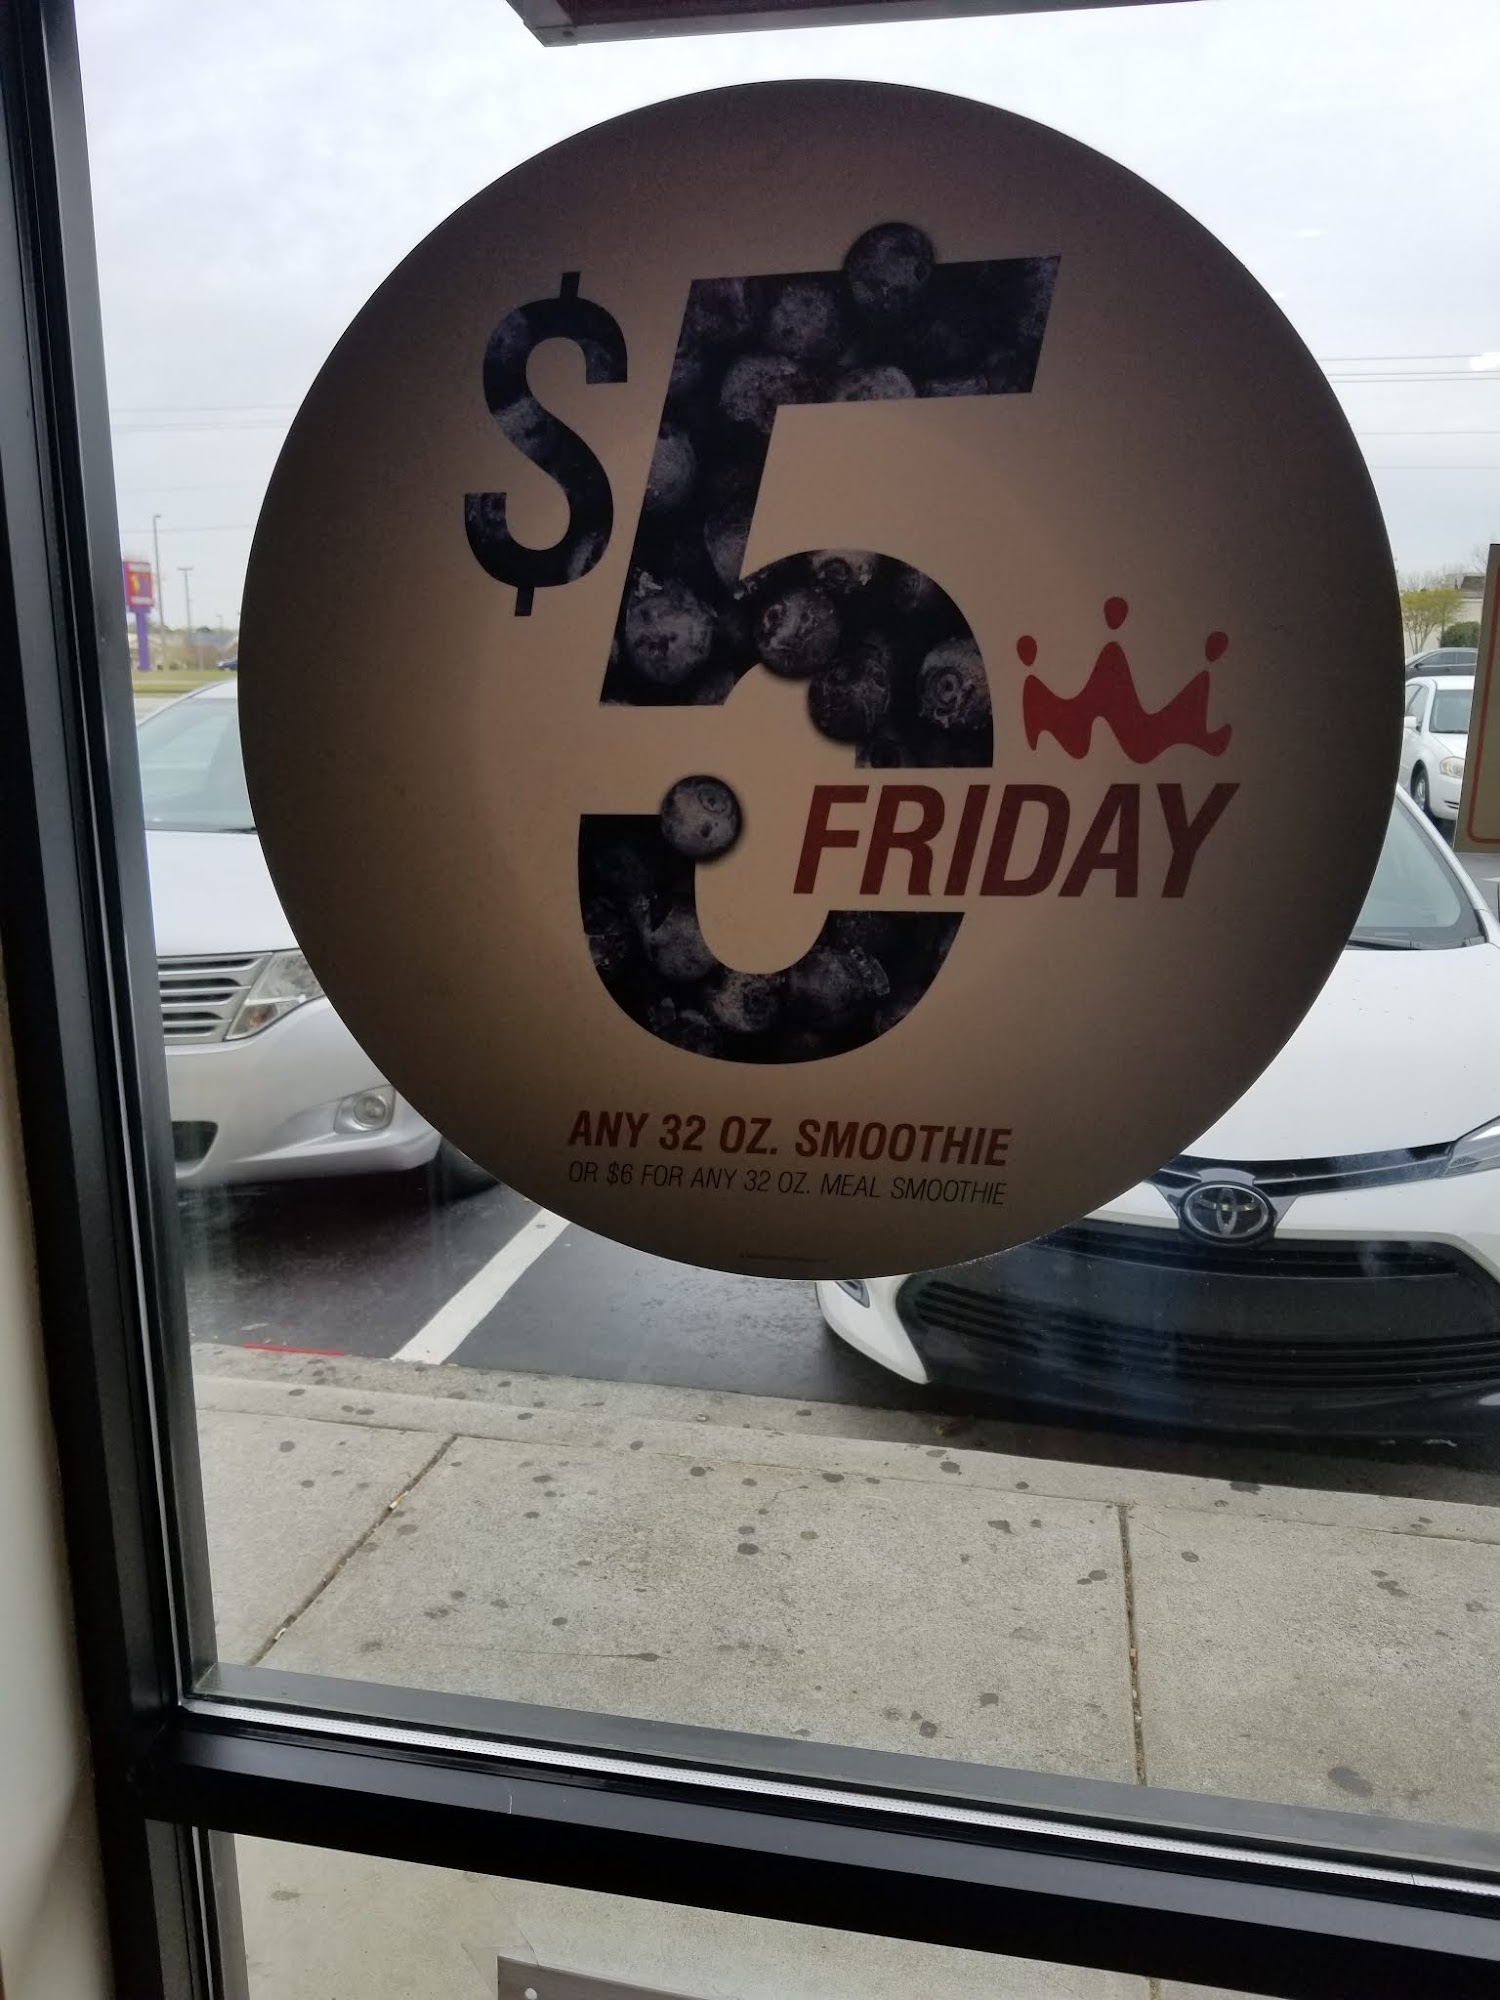 $5
FRIDAY
ANY 32 OZ. SMOOTHIE
OR $6 FOR ANY 32 OZ. MEAL SMOOTHIE